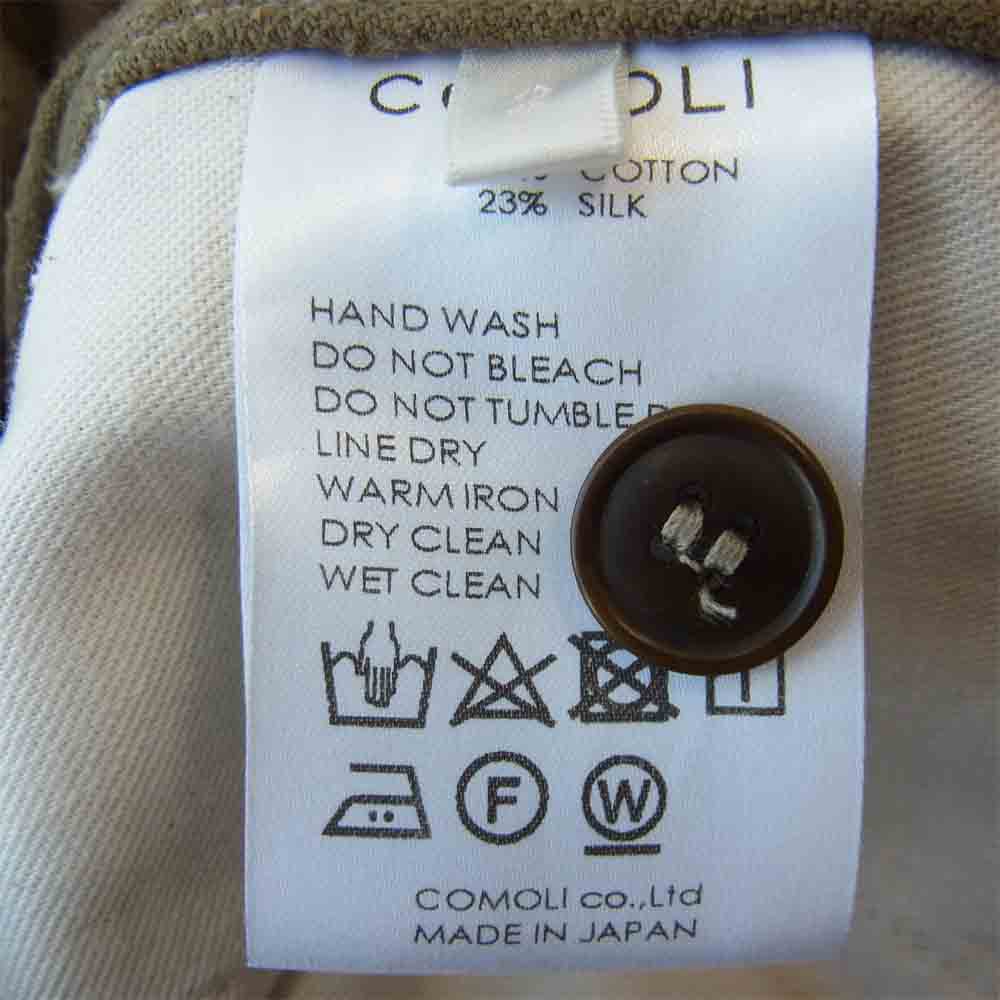 COTTON
23% SILK
HAND WASH
DO NOT BLEACH
DO NOT TUMBLE
LINE DRY
WARM IRON
DRY CLEAN
WET CLEAN
F W
COMOLI co.,Ltd
MADE IN JAPAN